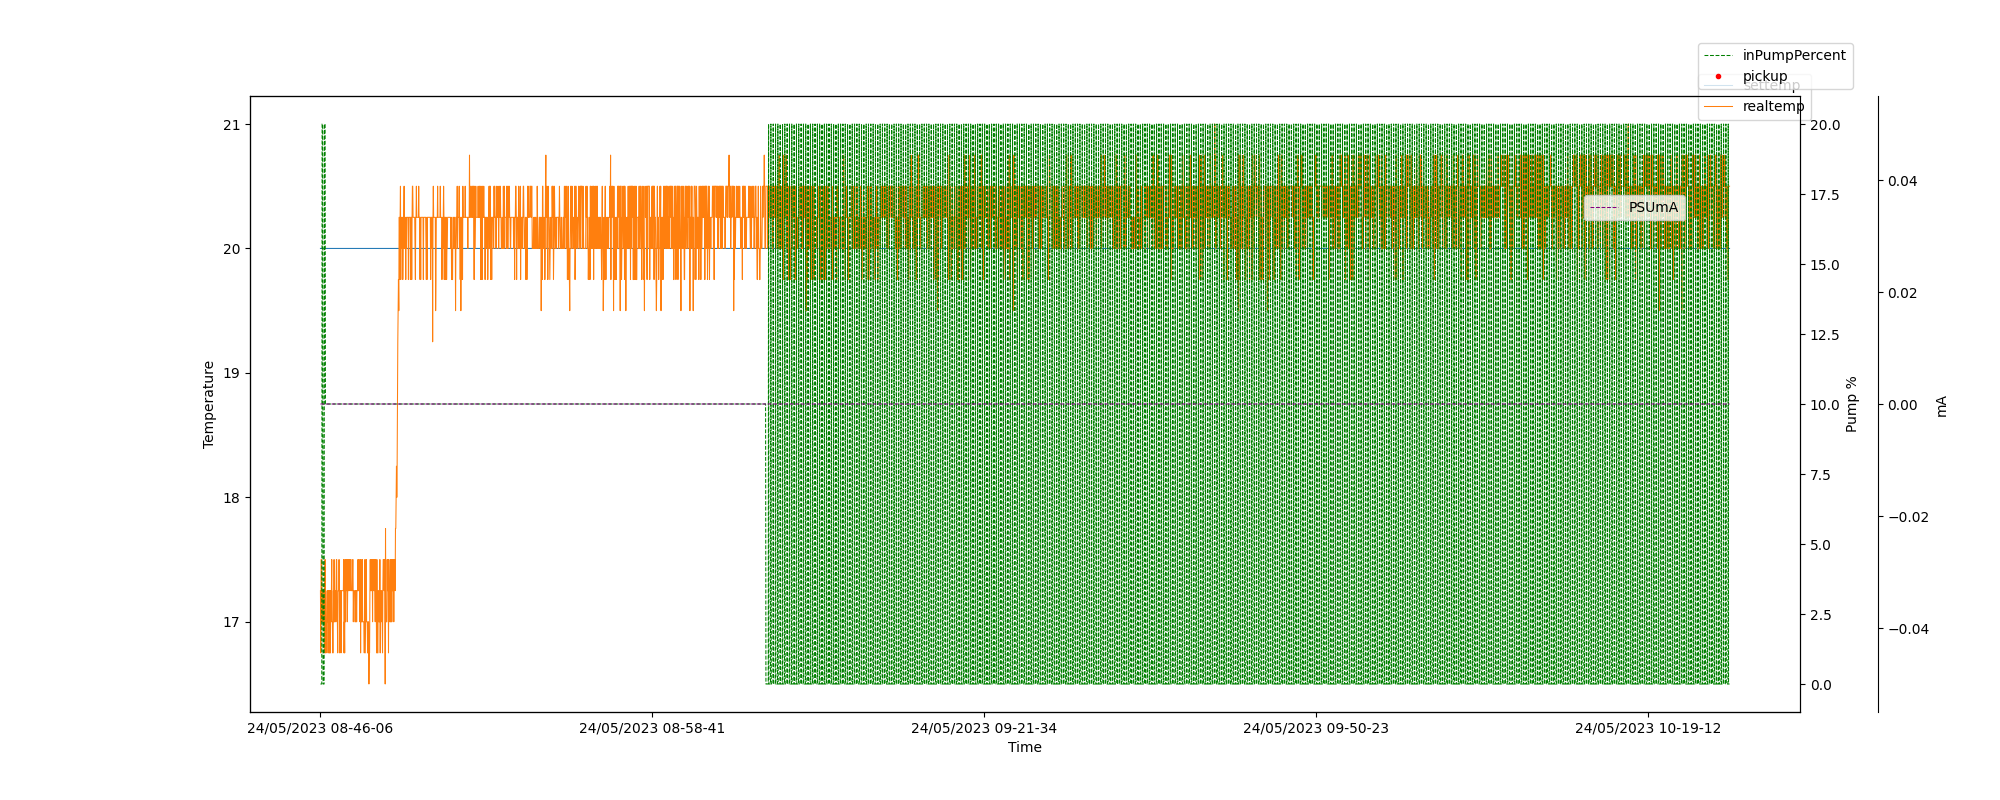 inPumpPercent
pickup
settemp
realtemp
PSUmA
21
20
19
18
17
Temperature
20.0
17.5
15.0
12.5
10.0
7.5
5.0
2.5
0.0
Pump %
0.04
0.02
0.00
−0.02
−0.04
mA
24/05/2023 08-46-06
24/05/2023 08-58-41
24/05/2023 09-21-34
24/05/2023 09-50-23
24/05/2023 10-19-12
Time